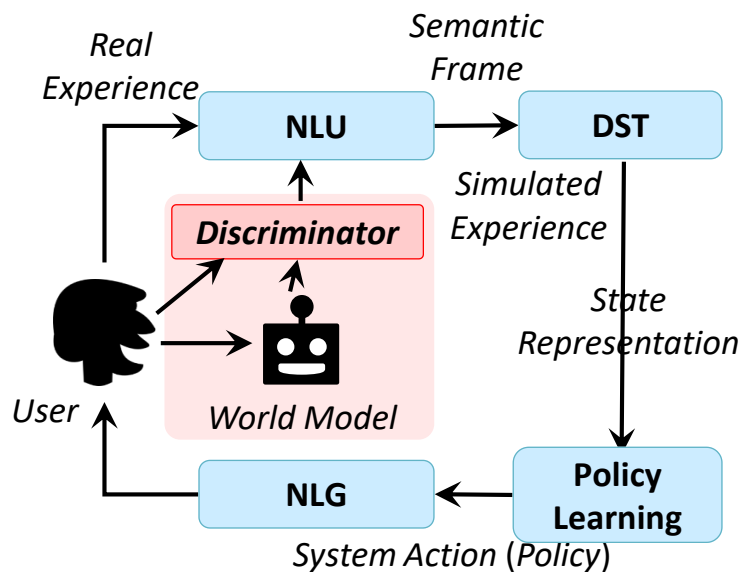 Real
Experience
Semantic
Frame
NLU
DST
Simulated
Experience
Discriminator
State
Representation
User
World Model
NLG
Policy
Learning
System Action (Policy)